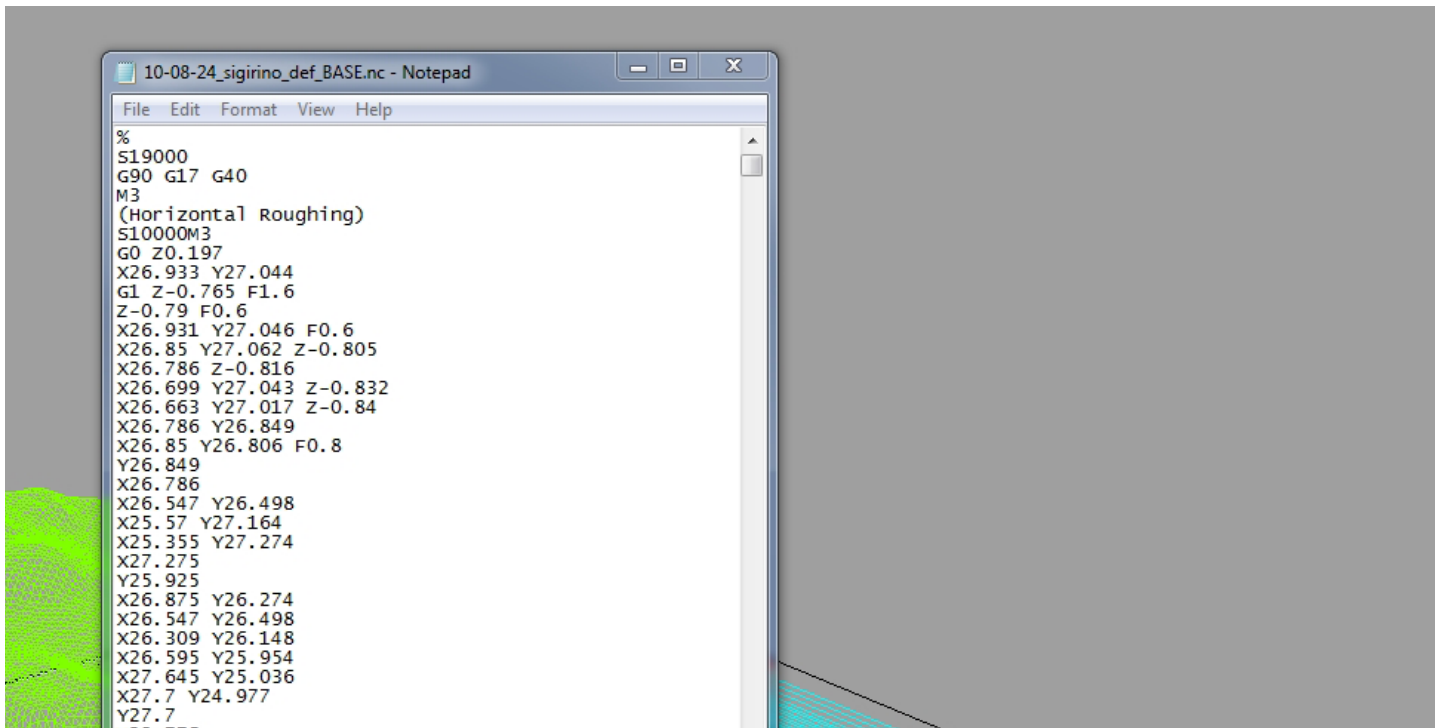 10-08-24_sigirino_def_BASE.nc - Notepad
File Edit Format View Help
%
S19000
G90 G17 G40
M3
(Horizontal Roughing)
S10000M3
G0 Z0.197
X26.933 Y27.044
G1 Z-0.765 F1.6
Z-0.79 F0.6
X26.931 Y27.046 F0.6
X26.85 Y27.062 Z-0.805
X26.786 Z-0.816
X26.699 Y27.043 Z-0.832
X26.663 Y27.017 Z-0.84
X26.786 Y26.849
X26.85 Y26.806 F0.8
Y26.849
X26.786
X26.547 Y26.498
X25.57 Y27.164
X25.355 Y27.274
X27.275
Y25.925
X26.875 Y26.274
X26.547 Y26.498
X26.309 Y26.148
X26.595 Y25.954
X27.645 Y25.036
X27.7 Y24.977
Y27.7